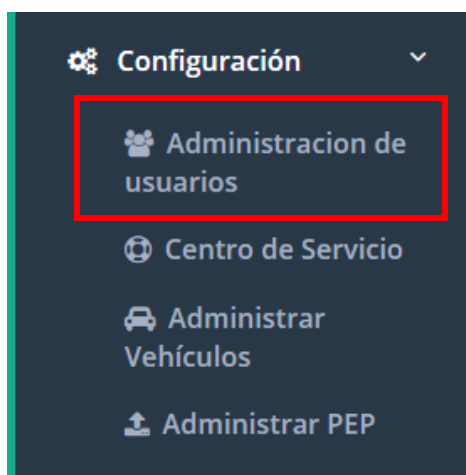 Configuración
Administracion de
usuarios
Centro de Servicio
Administrar
Vehículos
Administrar PEP